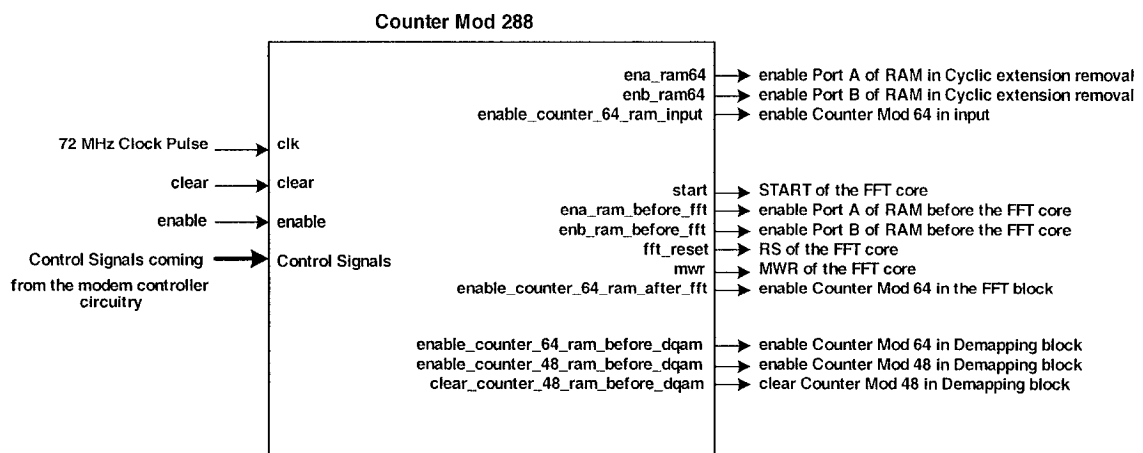 Counter Mod 288
ena_ram64 enable Port A of RAM in Cyclic extension removal
enb_ram64 enable Port B of RAM in Cyclic extension removal
enable_counter_64_ram_input enable Counter Mod 64 in input
72 MHz Clock Pulse clk
clear clear
start START of the FFT core
ena_ram_before_fft enable Port A of RAM before the FFT core
enable enable
enb_ram_before_fft enable Port B of RAM before the FFT core
fft_reset RS of the FFT core
Control Signals coming Control Signals
mwr MWR of the FFT core
from the modem controller
enable_counter_64_ram_after_fft enable Counter Mod 64 in the FFT block
circuitry
enable_counter_64_ram_before_dqam enable Counter Mod 64 in Demapping block
enable_counter_48_ram_before_dqam enable Counter Mod 48 in Demapping block
clear_counter_48_ram_before_dqam clear Counter Mod 48 in Demapping block